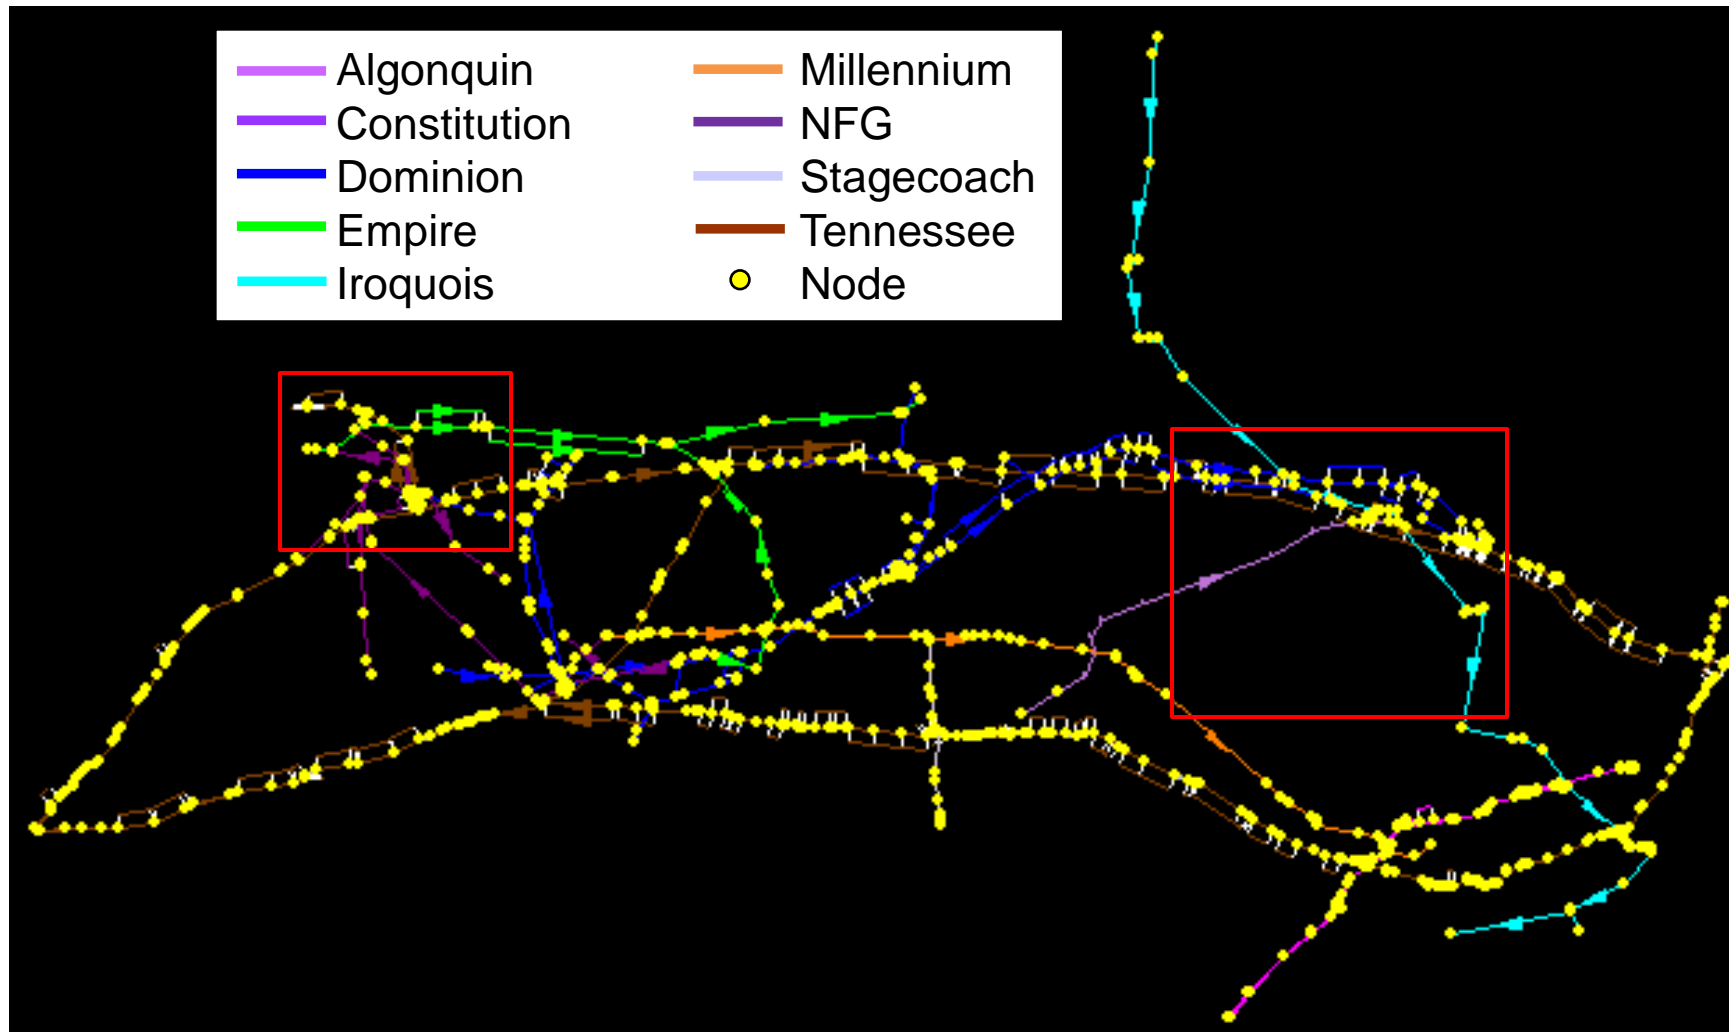 Algonquin
Constitution
Dominion
Empire
Iroquois
Millennium
NFG
Stagecoach
Tennessee
Node